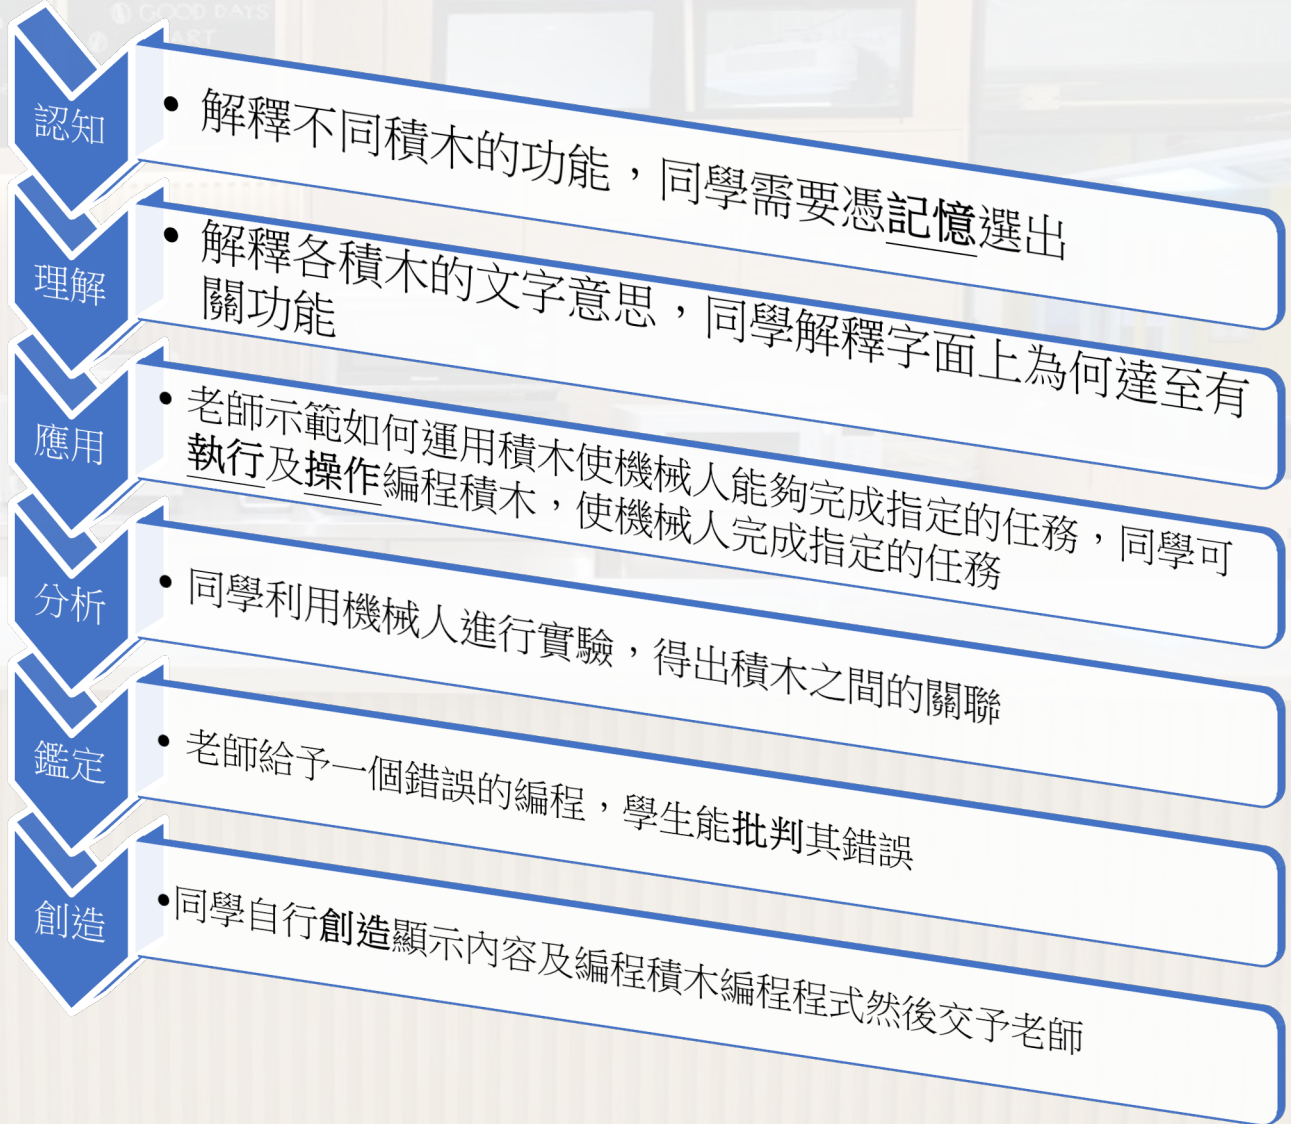 GOOD DAYS
START
認知
• 解釋不同積木的功能，同學需要憑記憶選出
理解
• 解釋各積木的文字意思，同學解釋字面上為何達至有
關功能
應用
• 老師示範如何運用積木使機械人能夠完成指定的任務，同學可
執行及操作編程積木，使機械人完成指定的任務
分析
• 同學利用機械人進行實驗，得出積木之間的關聯
鑑定
• 老師給予一個錯誤的編程，學生能批判其錯誤
創造
•同學自行創造顯示內容及編程積木編程程式然後交予老師